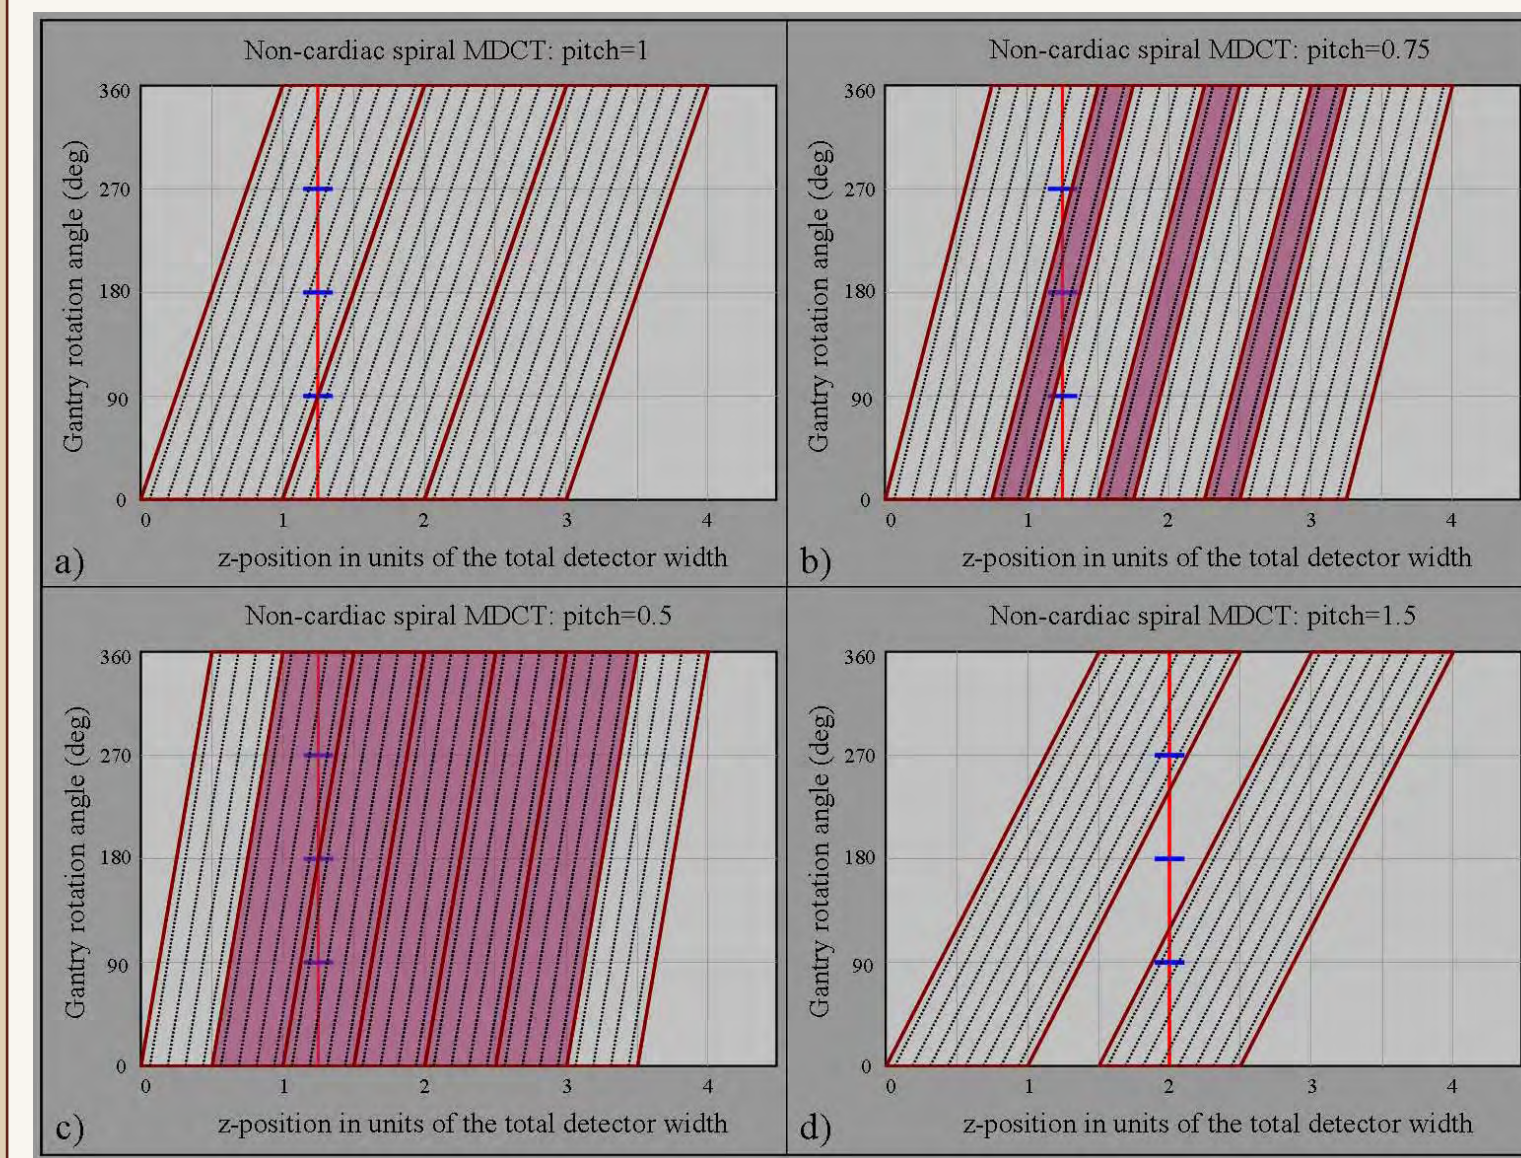 Non-cardiac spiral MDCT: pitch=1
360
270
180
90
0
Gantry rotation angle (deg)
0 1 2 3 4
z-position in units of the total detector width
a)
Non-cardiac spiral MDCT: pitch=0.75
360
270
180
90
0
Gantry rotation angle (deg)
0 1 2 3 4
z-position in units of the total detector width
b)
Non-cardiac spiral MDCT: pitch=0.5
360
270
180
90
0
Gantry rotation angle (deg)
0 1 2 3 4
z-position in units of the total detector width
c)
Non-cardiac spiral MDCT: pitch=1.5
360
270
180
90
0
Gantry rotation angle (deg)
0 1 2 3 4
z-position in units of the total detector width
d)